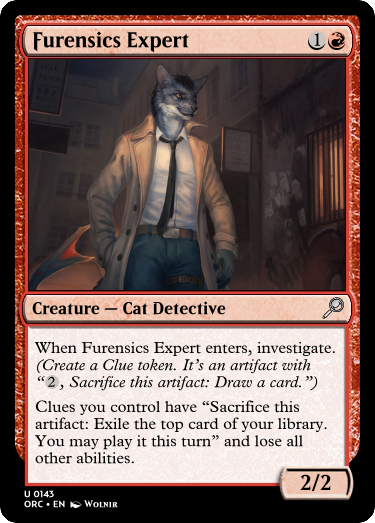 Furensics Expert 1
Creature — Cat Detective
When Furensics Expert enters, investigate.
(Create a Clue token. It's an artifact with
“2, Sacrifice this artifact: Draw a card.”)
Clues you control have “Sacrifice this
artifact: Exile the top card of your library.
You may play it this turn” and lose all
other abilities.
2/2
U 0143
ORC • EN Wolnir